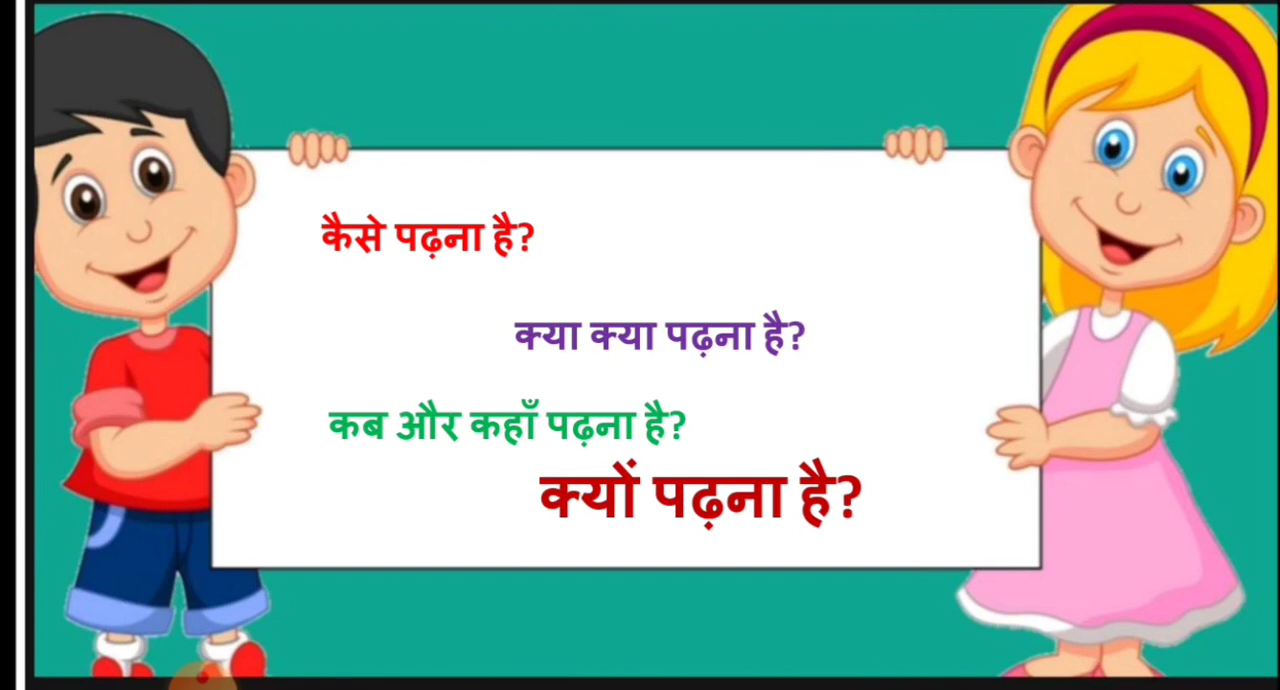 कैसे पढ़ना है?
क्या क्या पढ़ना है?
कब और कहाँ पढ़ना है?
क्यों पढ़ना है?